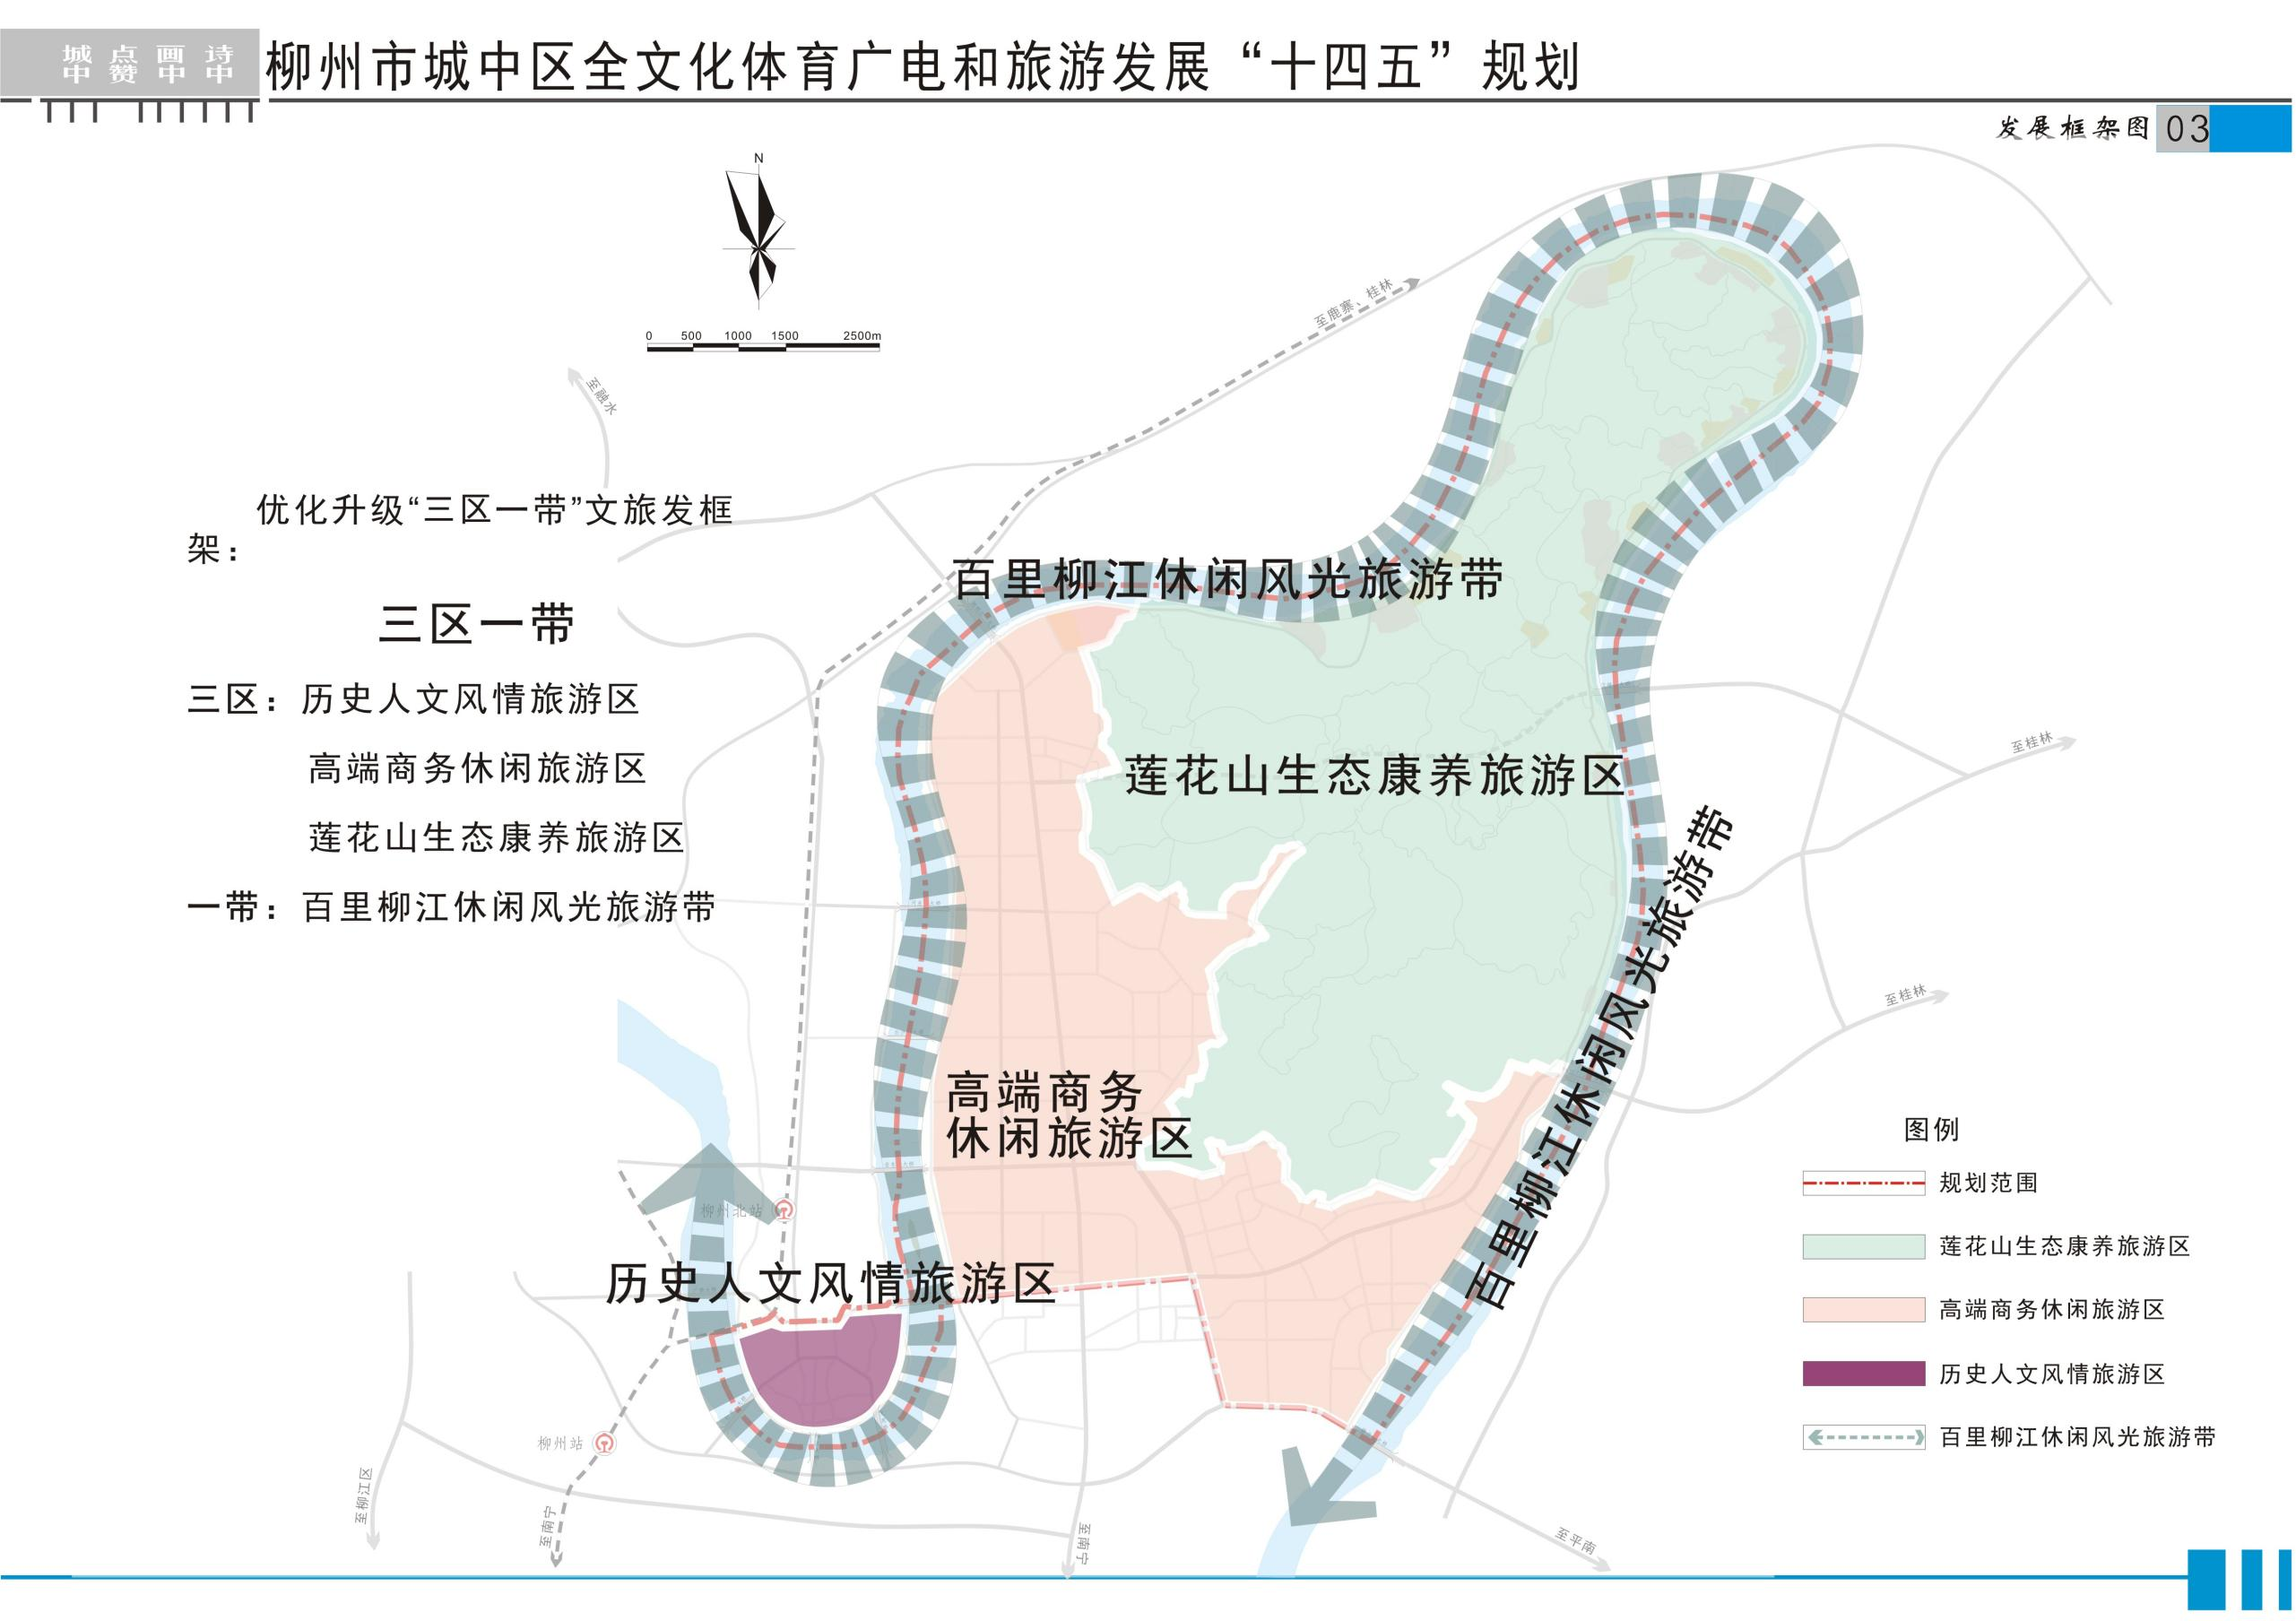 诗中 画中 点赞 城中
柳州市城中区全文化体育广电和旅游发展“十四五”规划
发展框架图 03
N
0 500 1000 1500 2500m
至鹿寨、桂林
至融水
优化升级“三区一带”文旅发框
架：
三区一带
三区：历史人文风情旅游区
高端商务休闲旅游区
莲花山生态康养旅游区
一带：百里柳江休闲风光旅游带
百里柳江休闲风光旅游带
莲花山生态康养旅游区
至桂林
百里柳江休闲风光旅游带
至桂林
高端商务
休闲旅游区
柳州北站
历史人文风情旅游区
柳州站
至柳江区
至南宁
至南宁
至平南
图例
规划范围
莲花山生态康养旅游区
高端商务休闲旅游区
历史人文风情旅游区
百里柳江休闲风光旅游带